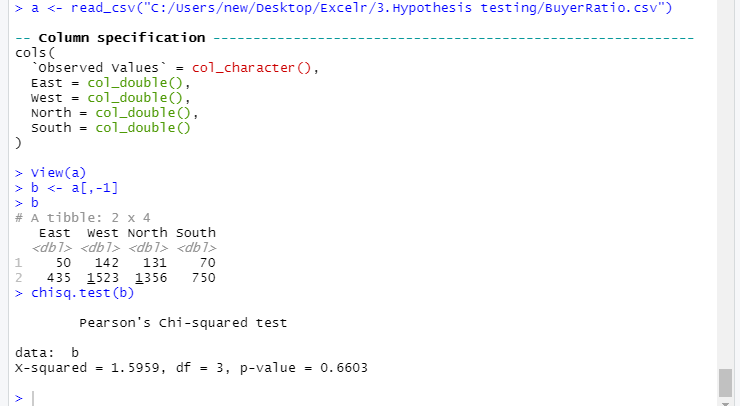 > a <- read_csv("C:/Users/new/Desktop/Excelr/3.Hypothesis testing/BuyerRatio.csv")
-- Column specification --------------------------------------------------------
cols(
  `Observed Values` = col_character(),
  East = col_double(),
  West = col_double(),
  North = col_double(),
  South = col_double()
)
> View(a)
> b <- a[,-1]
> b
# A tibble: 2 x 4
   East  West North South
  <dbl> <dbl> <dbl> <dbl>
1    50   142   131    70
2   435  1523  1356   750
> chisq.test(b)
        Pearson's Chi-squared test
data:  b
X-squared = 1.5959, df = 3, p-value = 0.6603
>